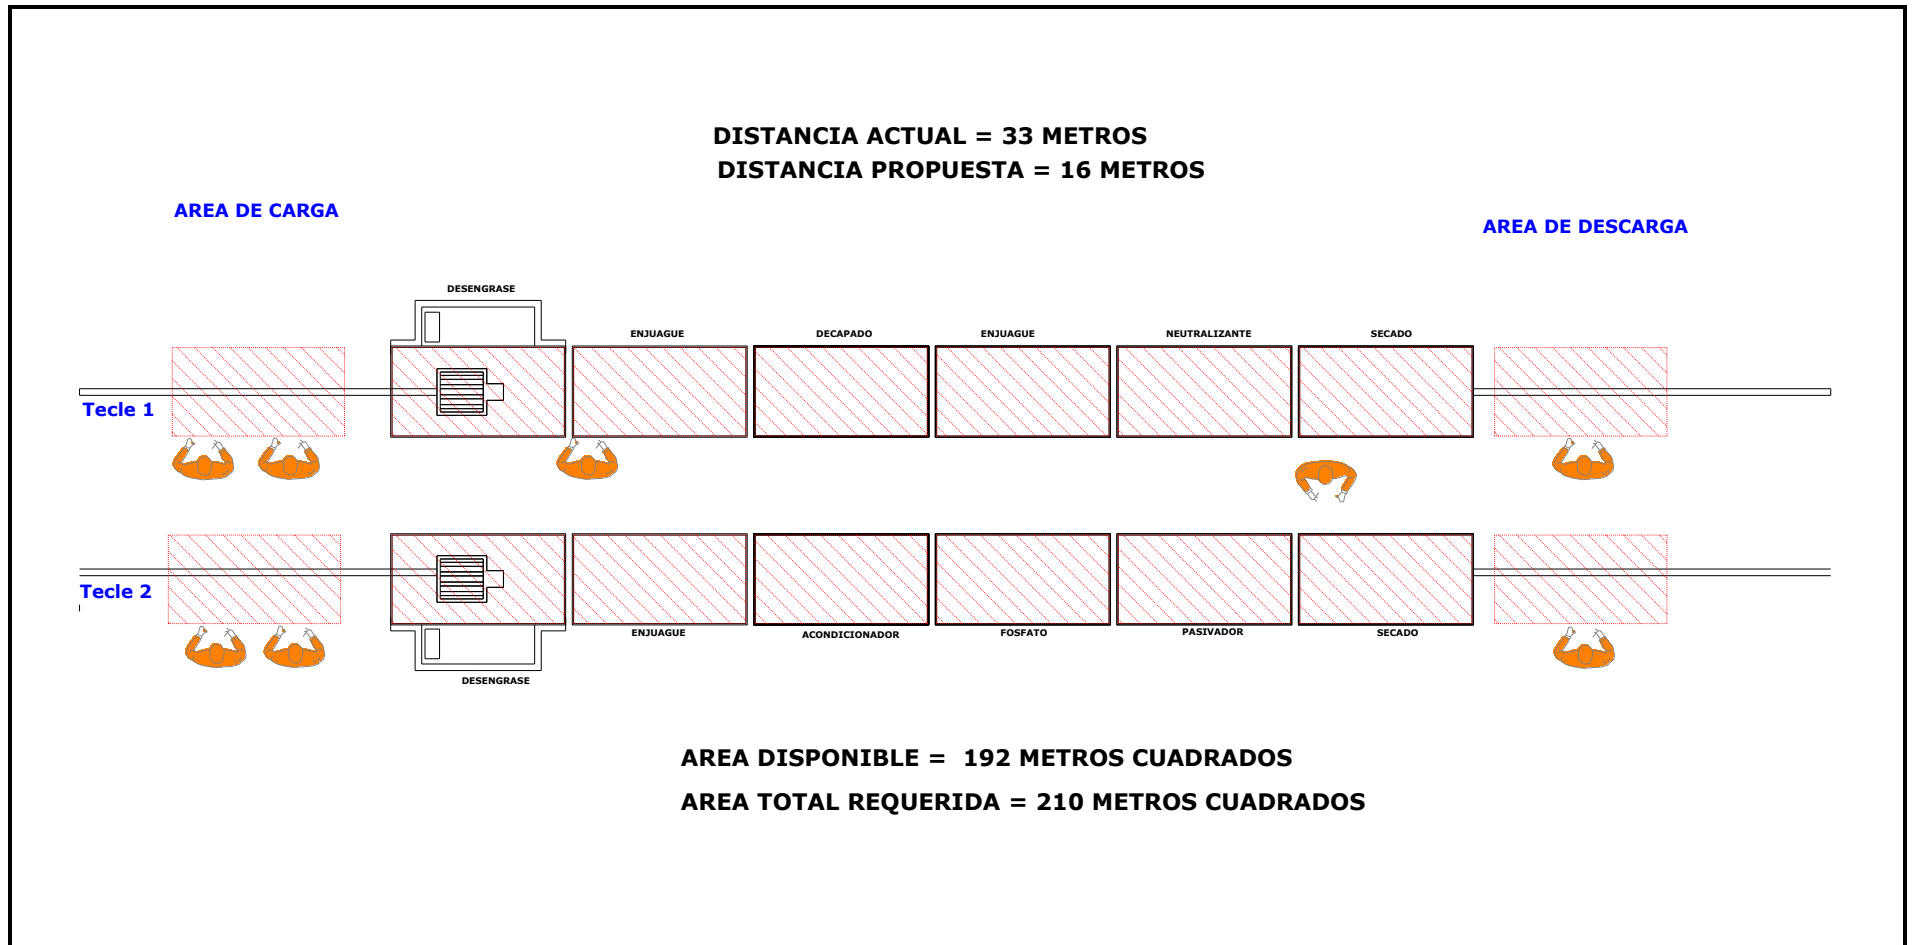 DISTANCIA ACTUAL = 33 METROS
DISTANCIA PROPUESTA = 16 METROS
AREA DE CARGA
AREA DE DESCARGA
DESENGRASE
ENJUAGUE
DECAPADO
ENJUAGUE
NEUTRALIZANTE
SECADO
Tecle 1
Tecle 2
ENJUAGUE
ACONDICIONADOR
FOSFATO
PASIVADOR
SECADO
DESENGRASE
AREA DISPONIBLE = 192 METROS CUADRADOS
AREA TOTAL REQUERIDA = 210 METROS CUADRADOS